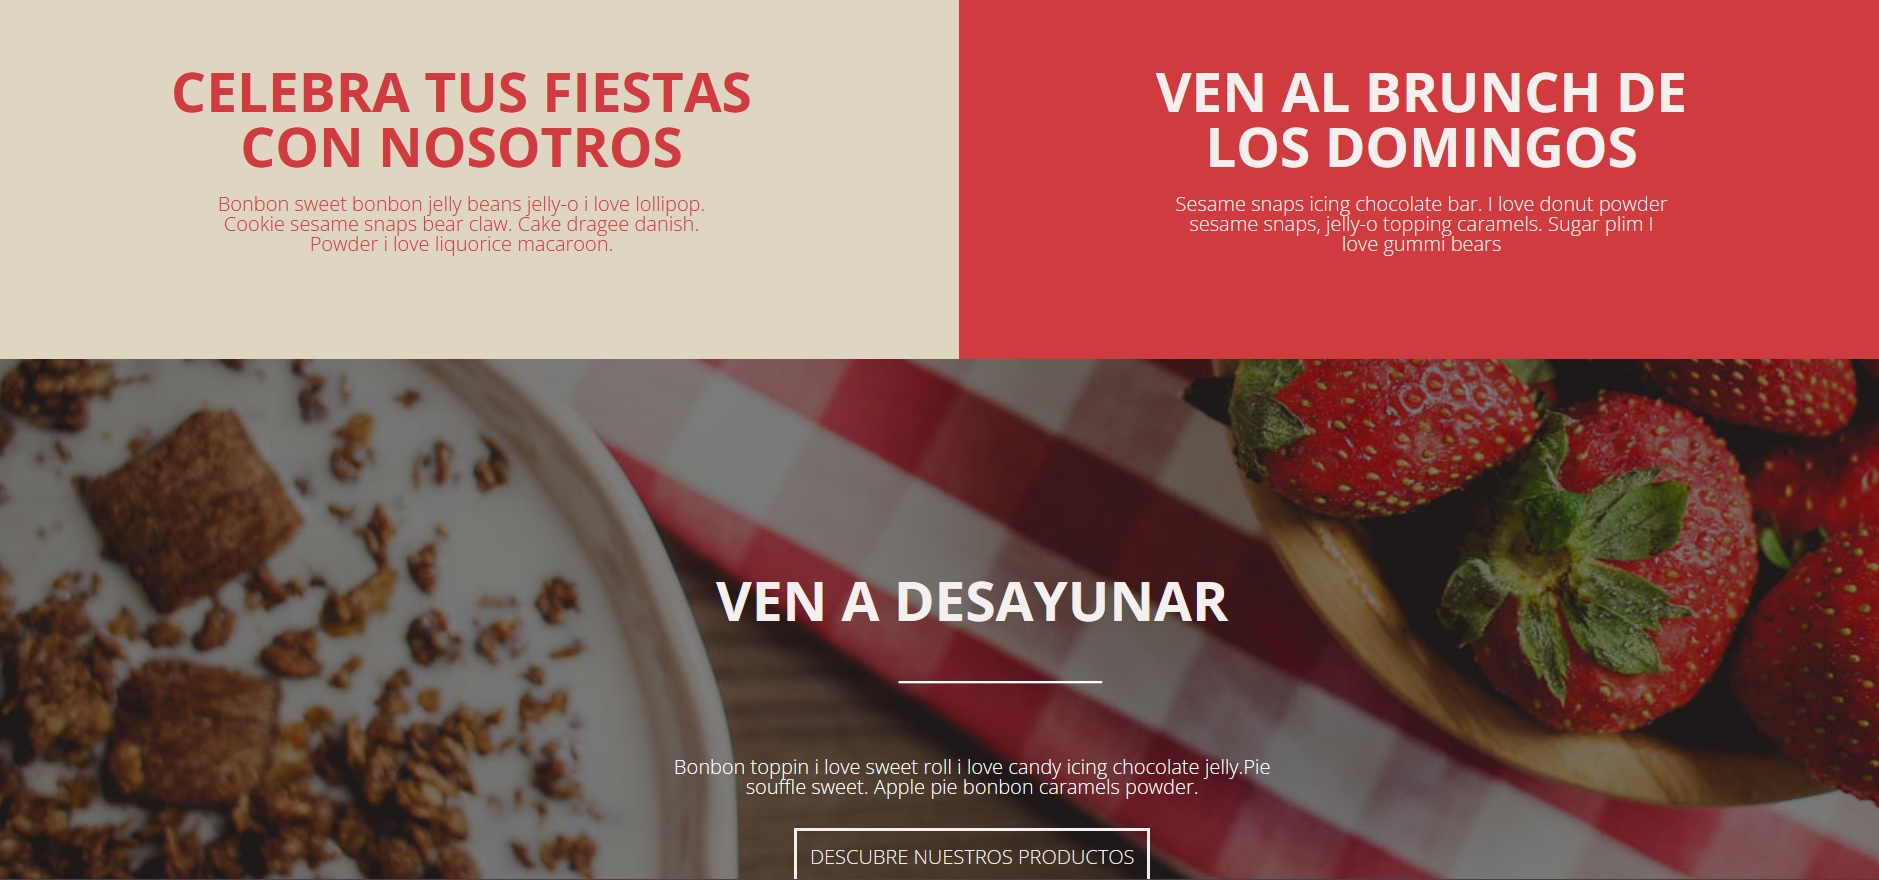 CELEBRA TUS FIESTAS
CON NOSOTROS
Bonbon sweet bonbon jelly beans jelly-o i love lollipop.
Cookie sesame snaps bear claw. Cake dragee danish.
Powder i love liquorice macaroon.
VEN AL BRUNCH DE
LOS DOMINGOS
Sesame snaps icing chocolate bar. I love donut powder
sesame snaps, jelly-o topping caramels. Sugar plim I
love gummi bears
VEN A DESAYUNAR
Bonbon toppin i love sweet roll i love candy icing chocolate jelly.Pie
souffle sweet. Apple pie bonbon caramels powder.
DESCUBRE NUESTROS PRODUCTOS